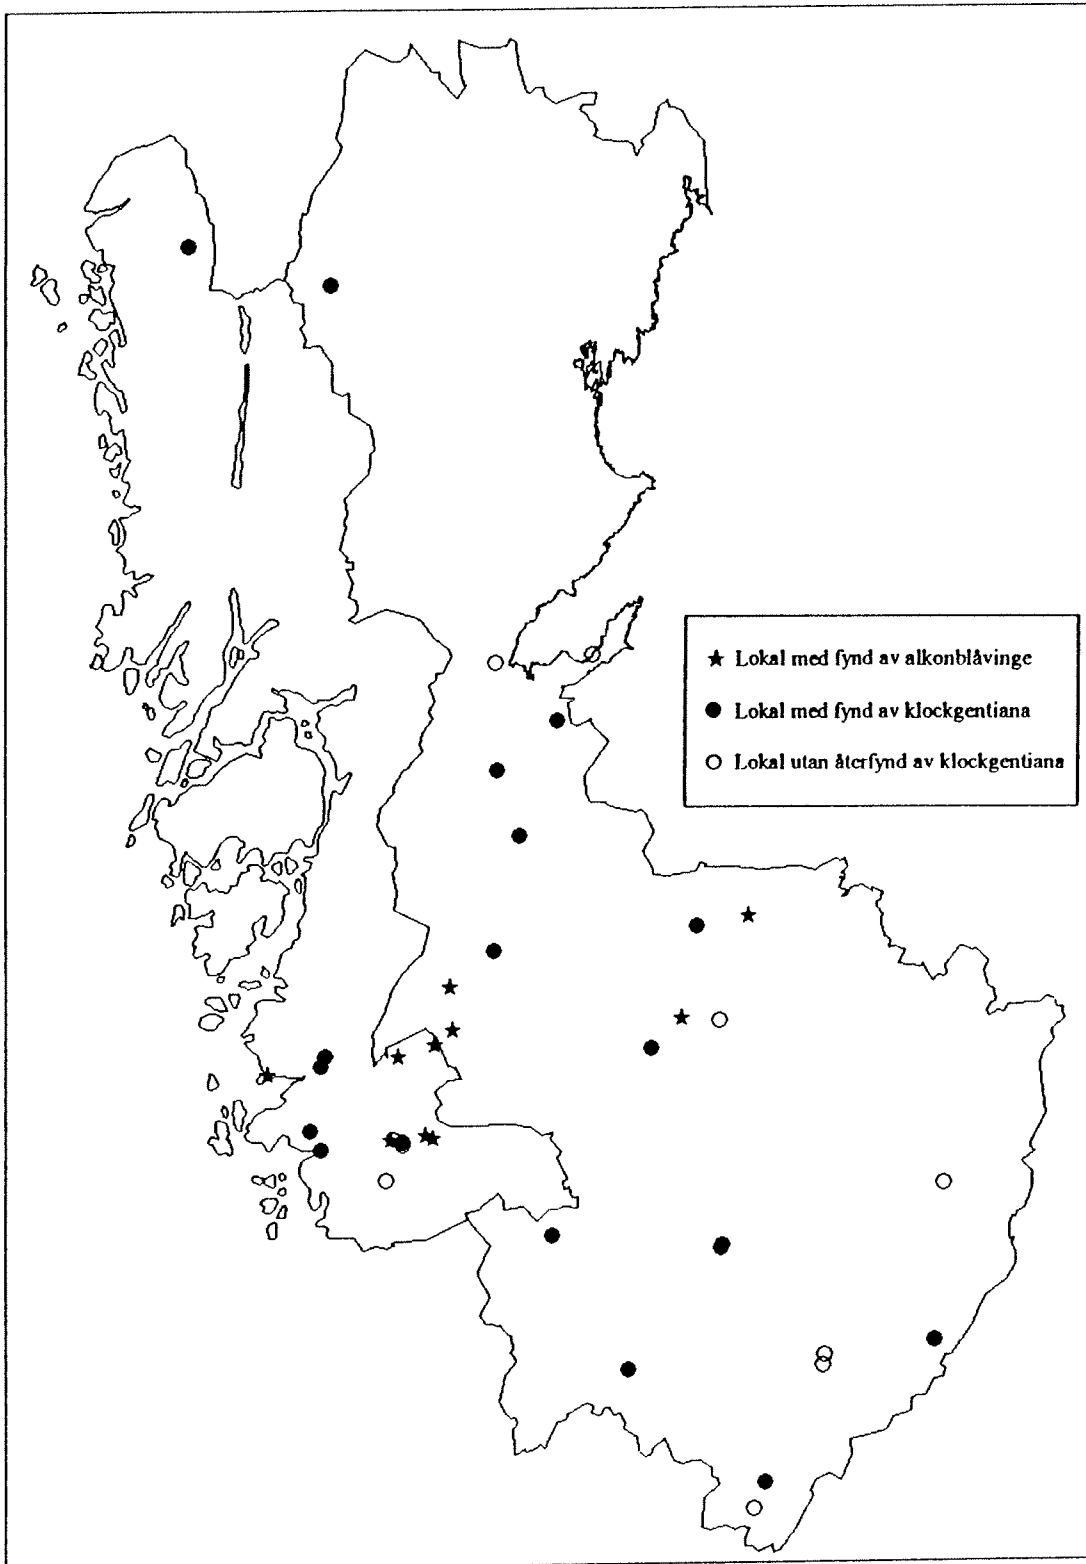 Lokal med fynd av alkonblåvinge
Lokal med fynd av klockgentiana
Lokal utan återfynd av klockgentiana